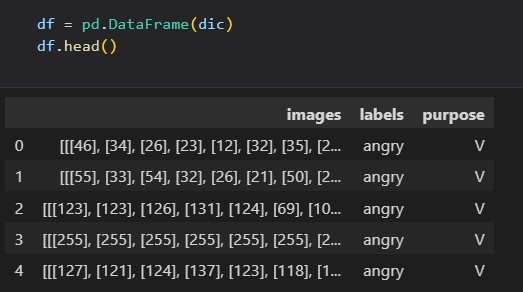 df = pd.DataFrame(dic)
df.head()
images labels purpose
0 [[[46], [34], [26], [23], [12], [32], [35], [2... angry V
1 [[[55], [33], [54], [32], [26], [21], [50], [2... angry V
2 [[[123], [123], [126], [131], [124], [69], [10... angry V
3 [[[255], [255], [255], [255], [255], [255], [2... angry V
4 [[[127], [121], [124], [137], [123], [118], [1... angry V